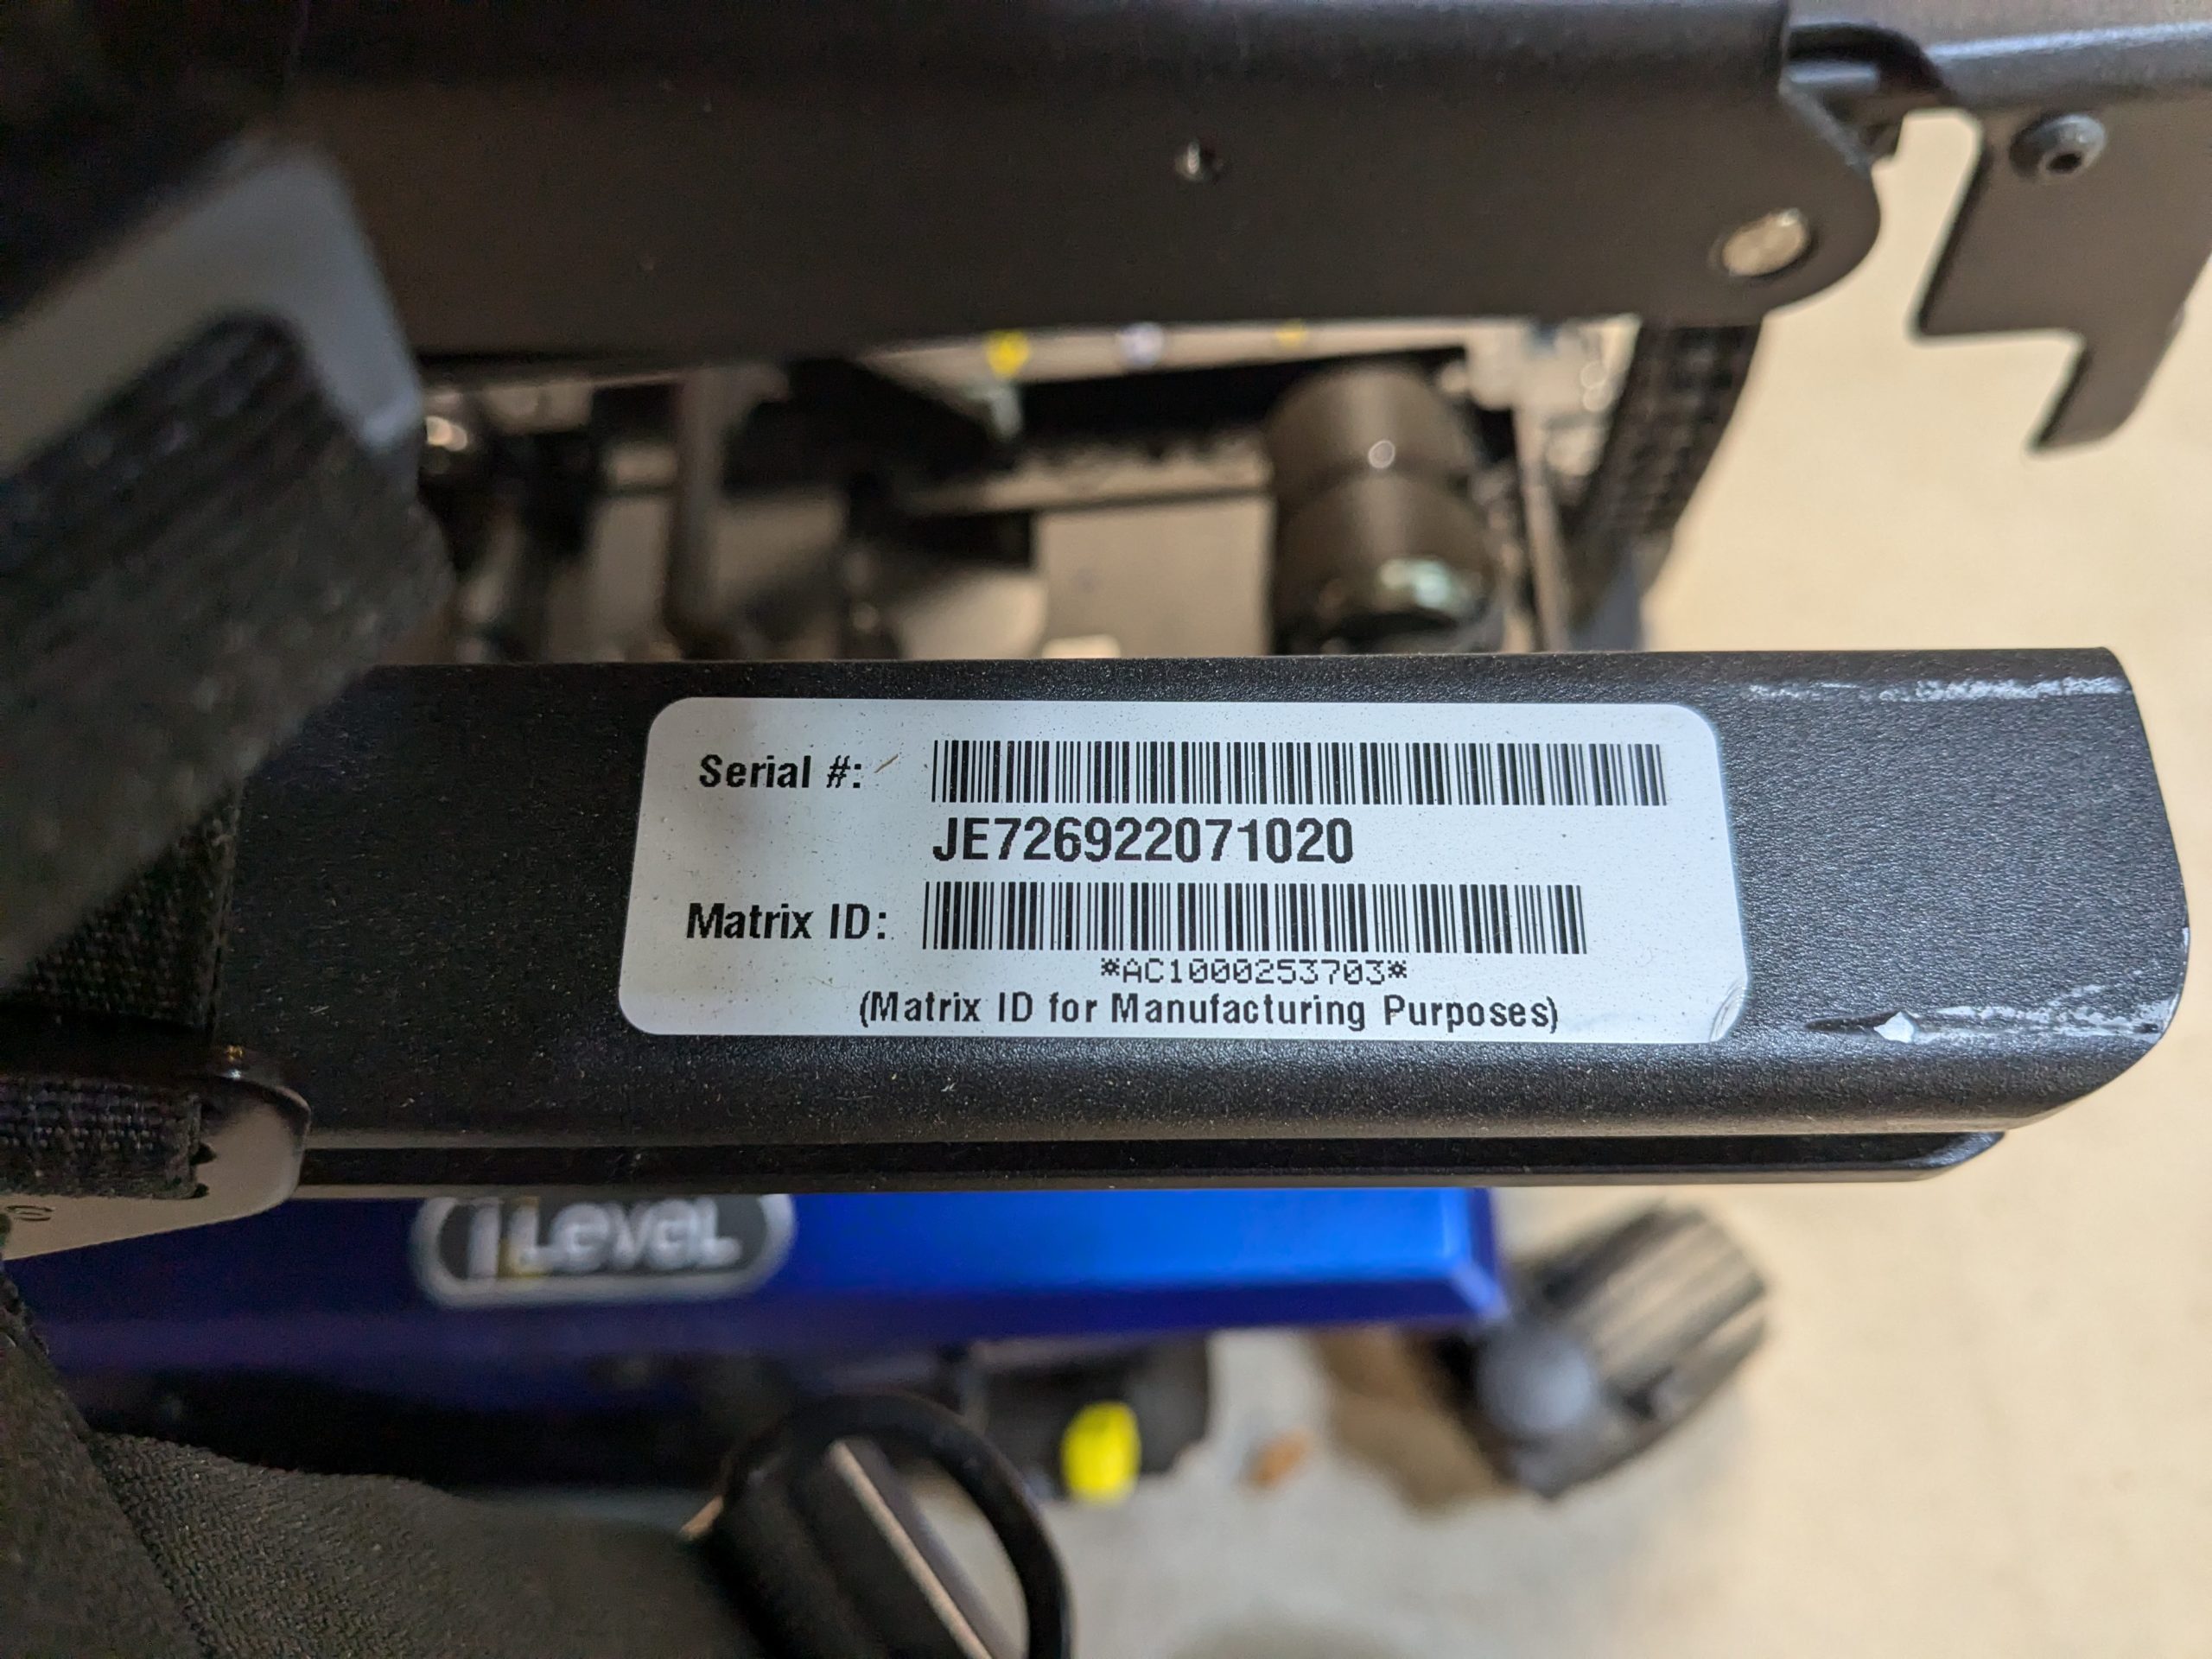 Serial #:
JE726922071020
Matrix ID:
*AC1000253703*
(Matrix ID for Manufacturing Purposes)
iLevel